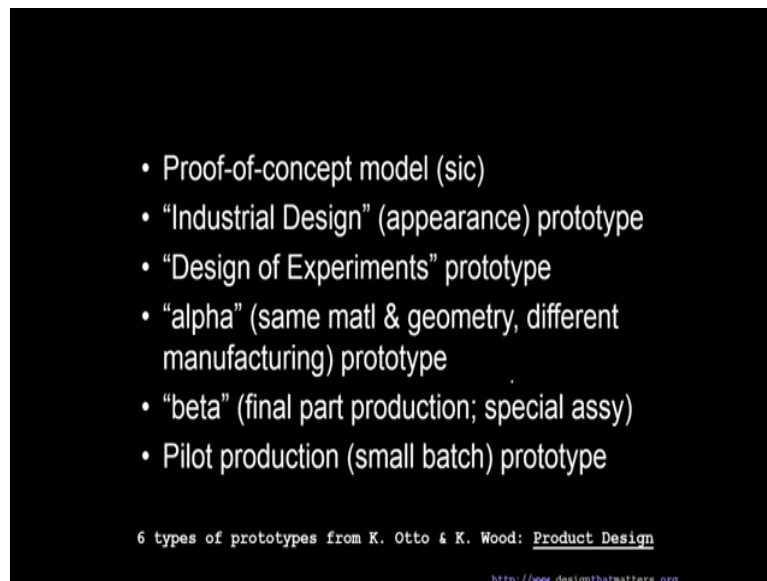 • Proof-of-concept model (sic)
• “Industrial Design” (appearance) prototype
• “Design of Experiments” prototype
• “alpha” (same matl & geometry, different
manufacturing) prototype
• “beta” (final part production; special assy)
• Pilot production (small batch) prototype
6 types of prototypes from K. Otto & K. Wood: Product Design
http://www.designthatmatters.org